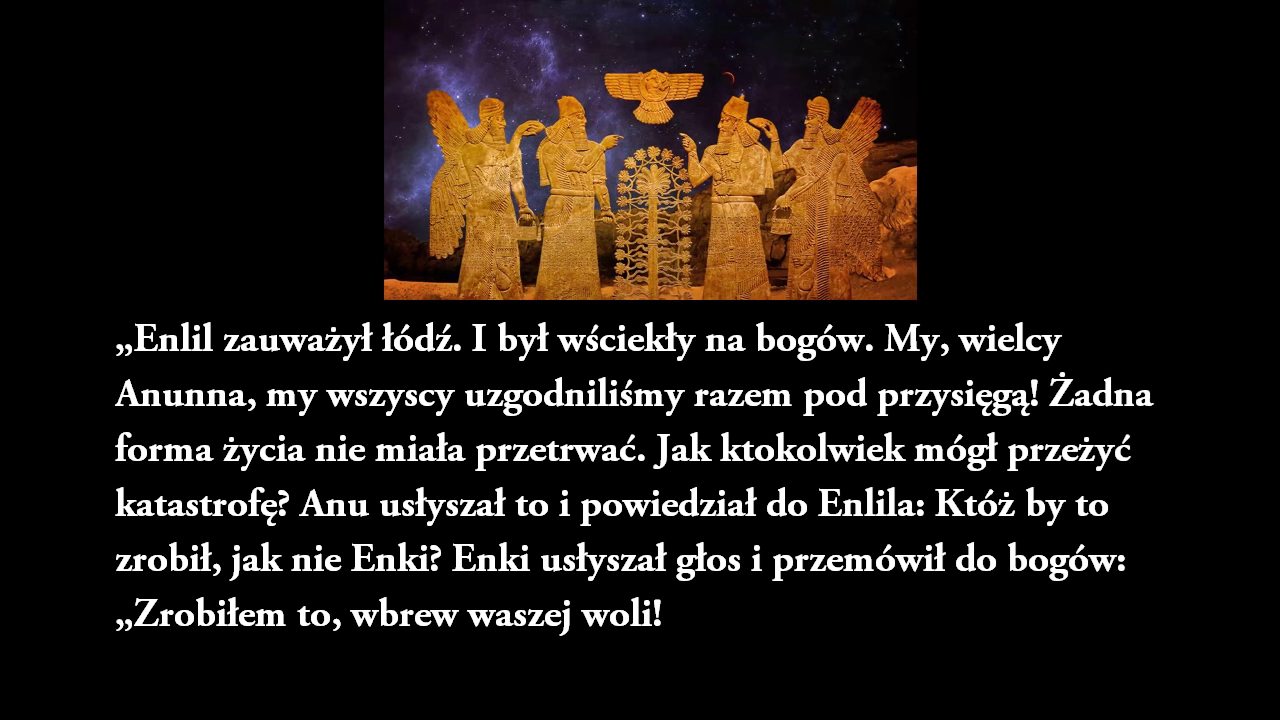 „Enlil zauważył łódź. I był wściekły na bogów. My, wielcy
Anunna, my wszyscy uzgodniliśmy razem pod przysięgą! Żadna
forma życia nie miała przetrwać. Jak ktokolwiek mógł przeżyć
katastrofę? Anu usłyszał to i powiedział do Enlila: Któż by to
zrobił, jak nie Enki? Enki usłyszał głos i przemówił do bogów:
„Zrobiłem to, wbrew waszej woli!